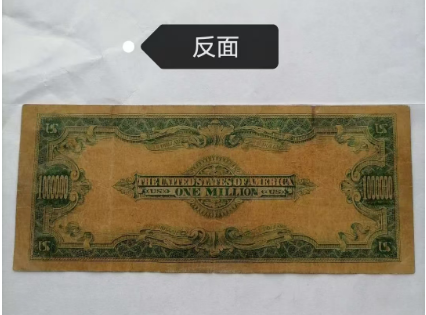 反面
THE UNITED STATES OF AMERICA
1000000
ONE MILLION
1000000